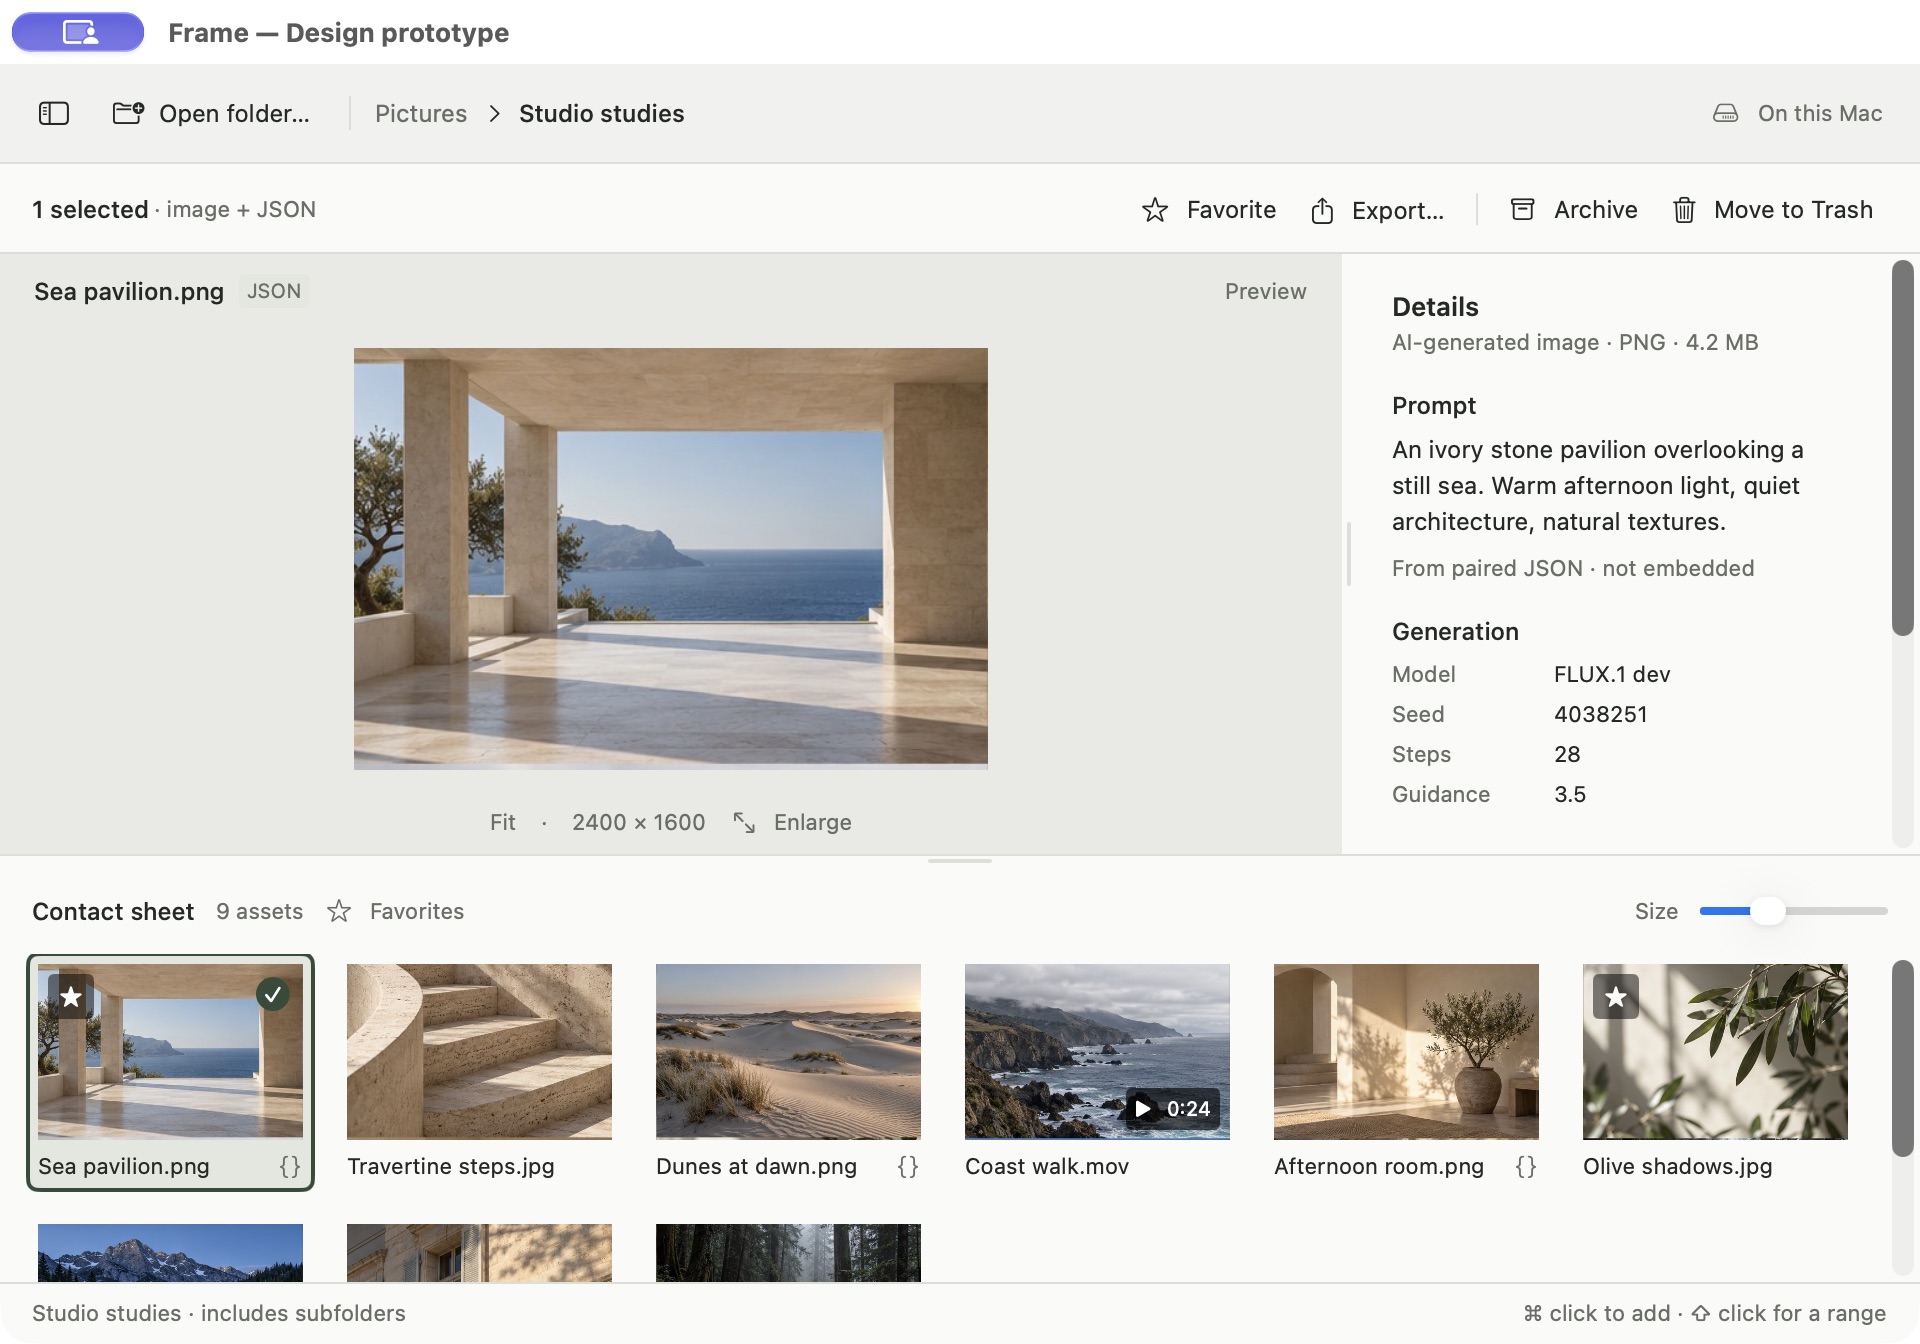 Frame — Design prototype
Open folder...
Pictures > Studio studies
On this Mac
1 selected · image + JSON
Favorite
Export...
Archive
Move to Trash
Sea pavilion.png JSON
Preview
Fit · 2400 × 1600
Enlarge
Details
AI-generated image · PNG · 4.2 MB
Prompt
An ivory stone pavilion overlooking a
still sea. Warm afternoon light, quiet
architecture, natural textures.
From paired JSON · not embedded
Generation
Model FLUX.1 dev
Seed 4038251
Steps 28
Guidance 3.5
Contact sheet 9 assets
Favorites
Size
0:24
Sea pavilion.png {}
Travertine steps.jpg
Dunes at dawn.png {}
Coast walk.mov
Afternoon room.png {}
Olive shadows.jpg
Studio studies · includes subfolders
⌘ click to add · ⇧ click for a range